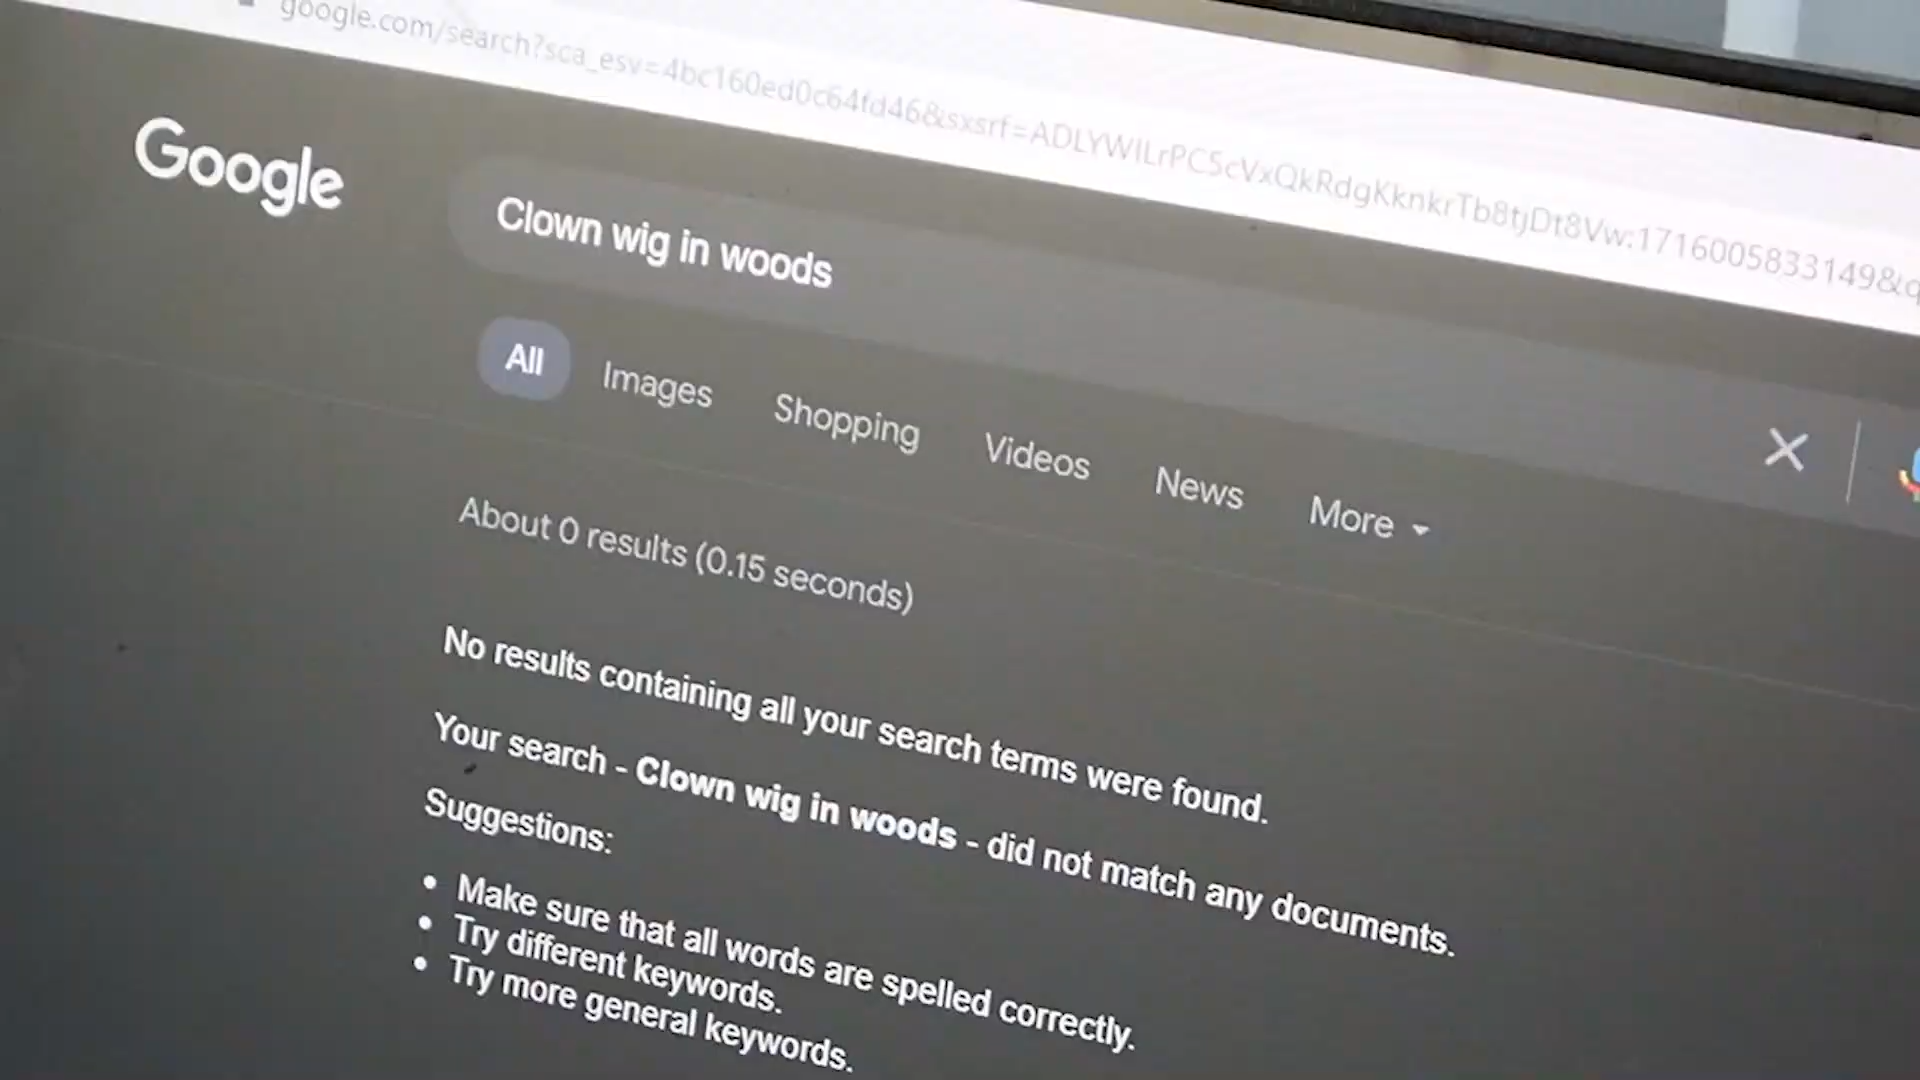 google.com/search?sca_esv=4bc160ed0c64fd46&sxsrf=ADLYWILrPC5cVxQkRdgKknkrTb8tjDt8Vw:1716005833149&q
Google
Clown wig in woods
All Images Shopping Videos News More
About 0 results (0.15 seconds)
No results containing all your search terms were found.
Your search - Clown wig in woods - did not match any documents.
Suggestions:
• Make sure that all words are spelled correctly.
• Try different keywords.
• Try more general keywords.